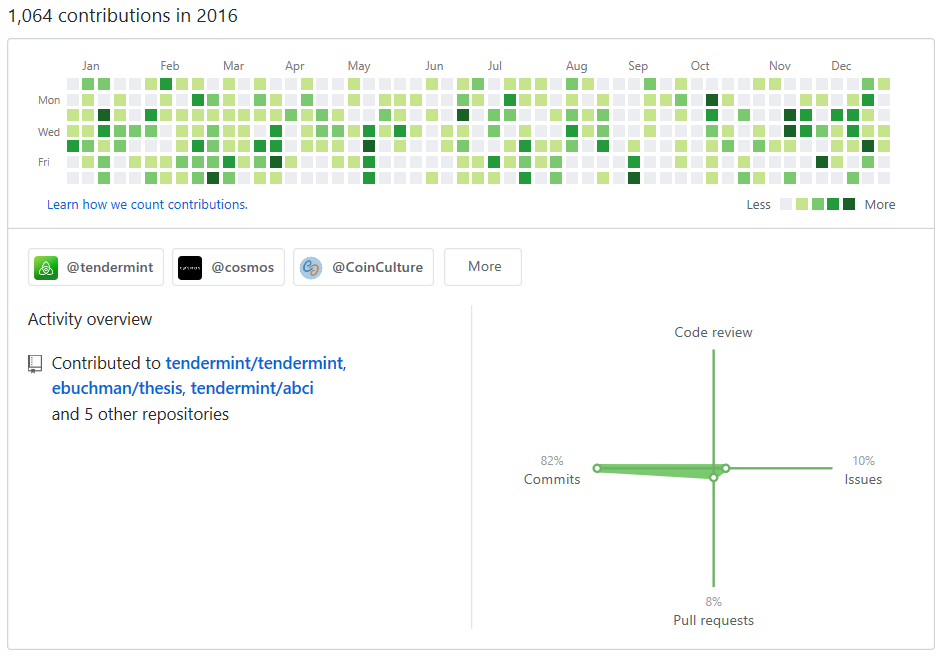 1,064 contributions in 2016
Jan Feb Mar Apr May Jun Jul Aug Sep Oct Nov Dec
Mon
Wed
Fri
Learn how we count contributions.
Less More
@tendermint cosmos @cosmos @CoinCulture More
Activity overview
Contributed to tendermint/tendermint,
ebuchman/thesis, tendermint/abci
and 5 other repositories
Code review
82%
Commits
10%
Issues
8%
Pull requests